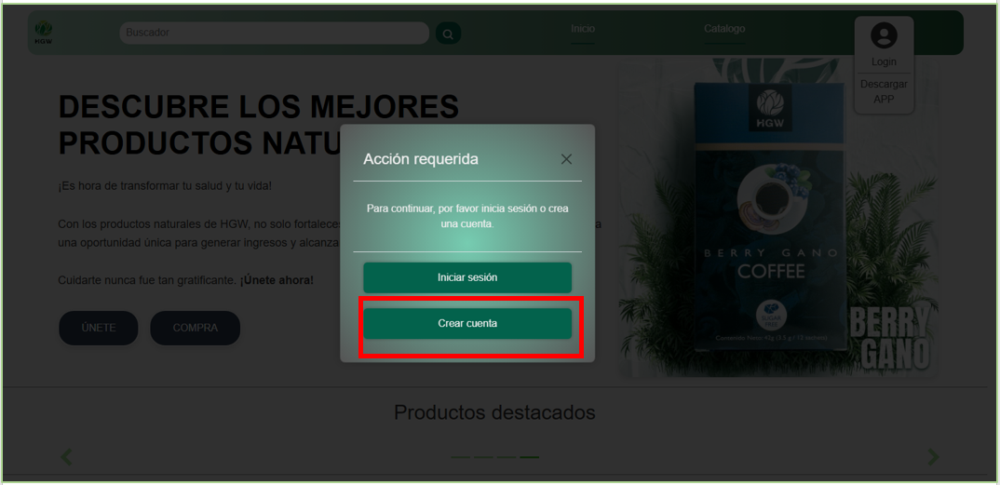 HGW
Buscador
Inicio
Catalogo
Login
Descargar
APP
DESCUBRE LOS MEJORES
PRODUCTOS NATU
¡Es hora de transformar tu salud y tu vida!
Con los productos naturales de HGW, no solo fortaleces
a
una oportunidad única para generar ingresos y alcanza
Cuidarte nunca fue tan gratificante. ¡Únete ahora!
ÚNETE
COMPRA
Acción requerida
Para continuar, por favor inicia sesión o crea
una cuenta.
Iniciar sesión
Crear cuenta
HGW
BERRY GANO
COFFEE
SUGAR
FREE
BERRY
GANO
Productos destacados